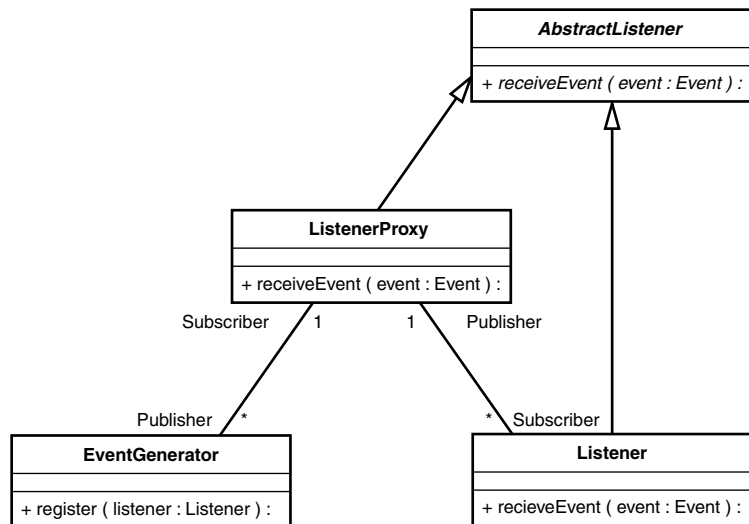 AbstractListener
+ receiveEvent ( event : Event ) :
ListenerProxy
+ receiveEvent ( event : Event ) :
Subscriber 1 1 Publisher
Publisher * * Subscriber
EventGenerator
+ register ( listener : Listener ) :
Listener
+ recieveEvent ( event : Event ) :